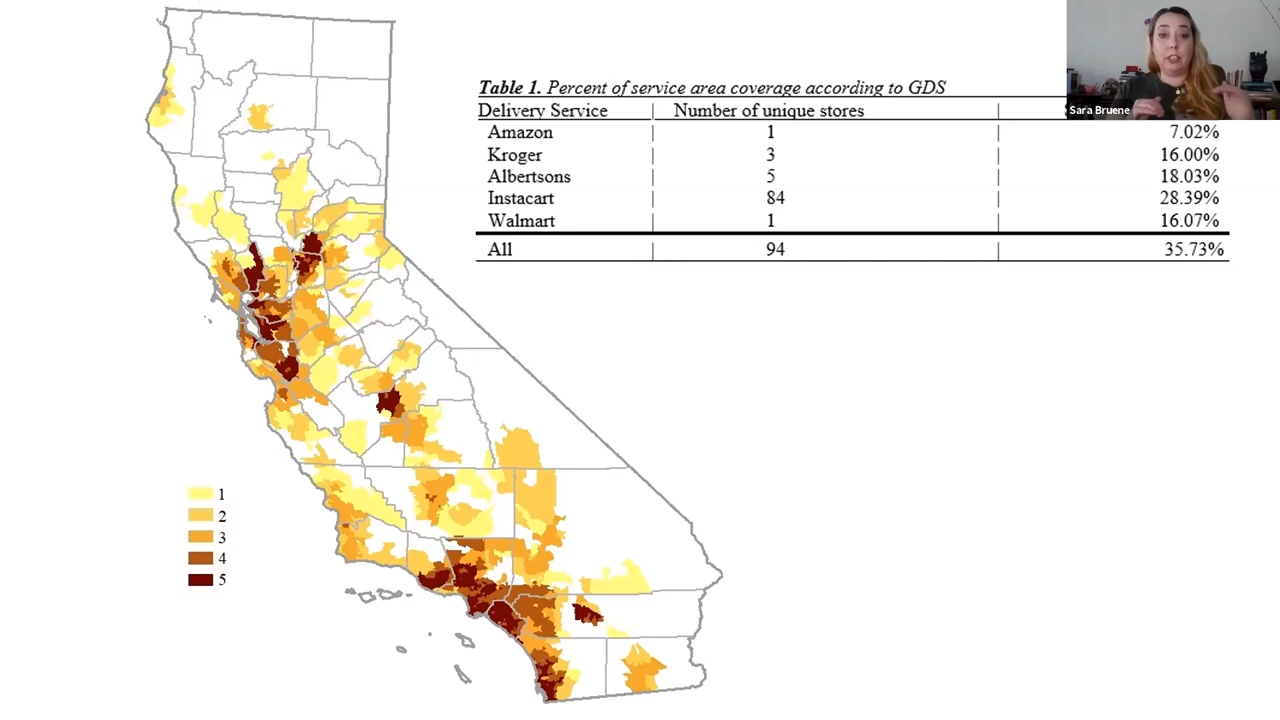 Table 1. Percent of service area coverage according to GDS
Delivery Service | Number of unique stores |
Amazon | 1 | 7.02%
Kroger | 3 | 16.00%
Albertsons | 5 | 18.03%
Instacart | 84 | 28.39%
Walmart | 1 | 16.07%
All | 94 | 35.73%
Sara Bruene
1
2
3
4
5